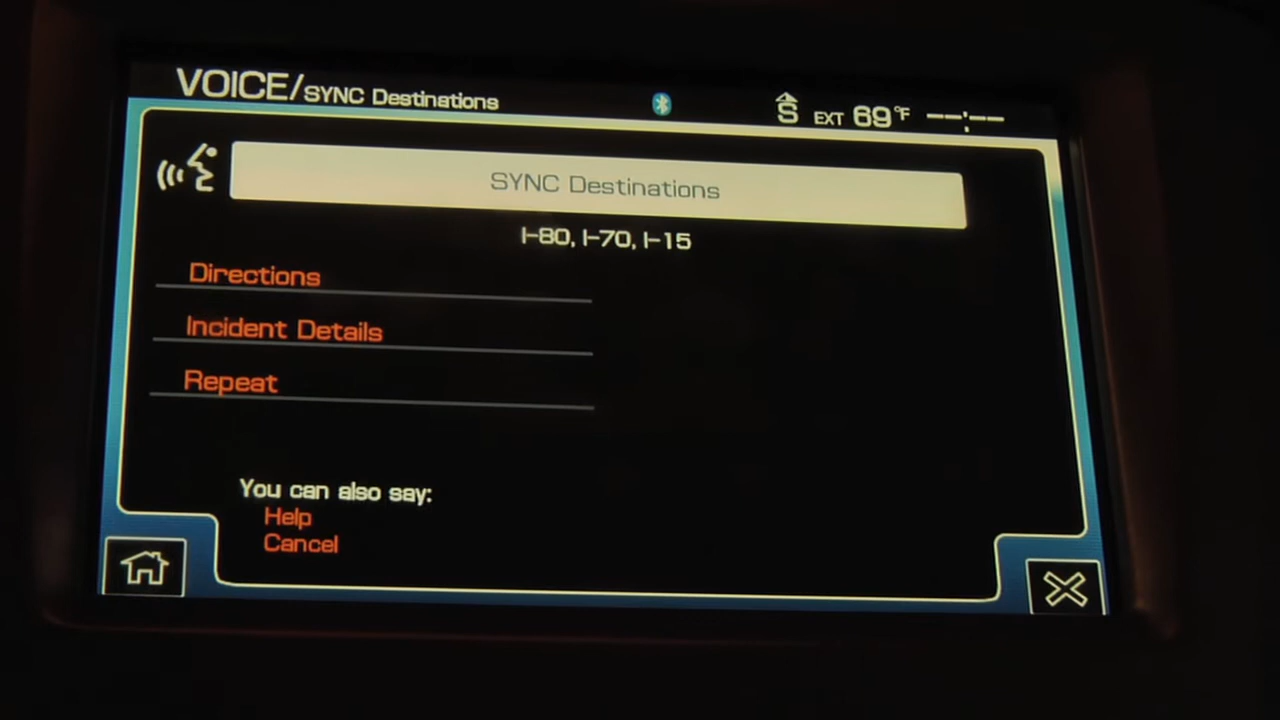 VOICE/SYNC Destinations
S EXT 69°F --:--
SYNC Destinations
I-80, I-70, I-15
Directions
Incident Details
Repeat
You can also say:
Help
Cancel